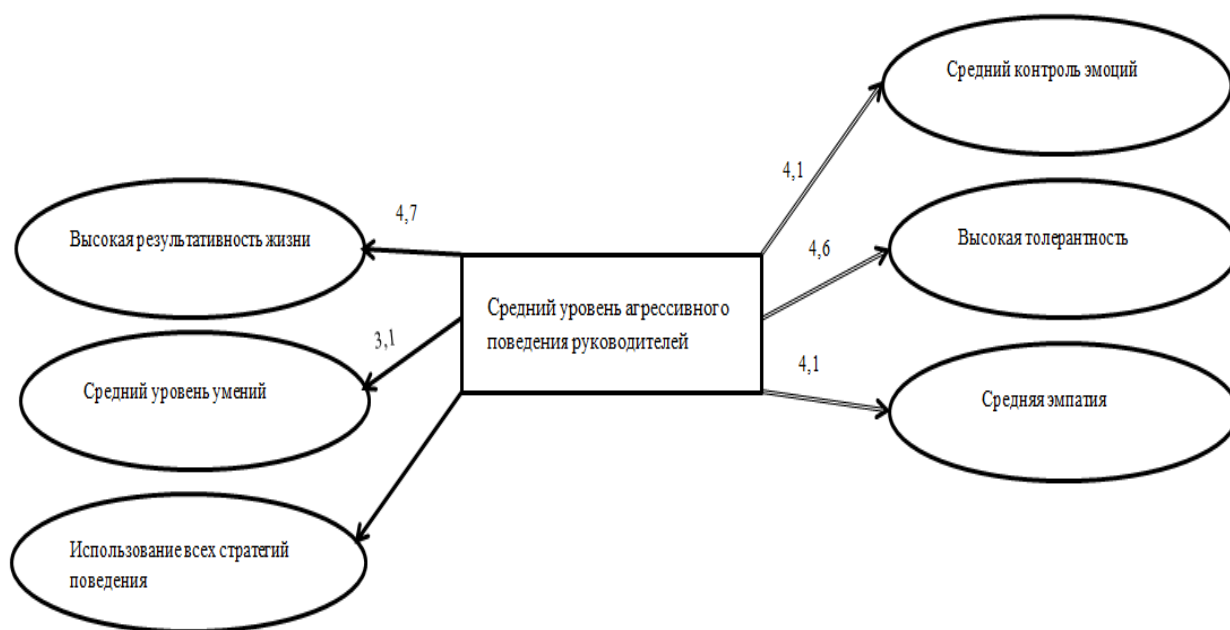 Средний контроль эмоций
4,1
Высокая результативность жизни
4,7
4,6
Высокая толерантность
Средний уровень агрессивного
поведения руководителей
3,1
4,1
Средний уровень умений
Средняя эмпатия
Использование всех стратегий
поведения